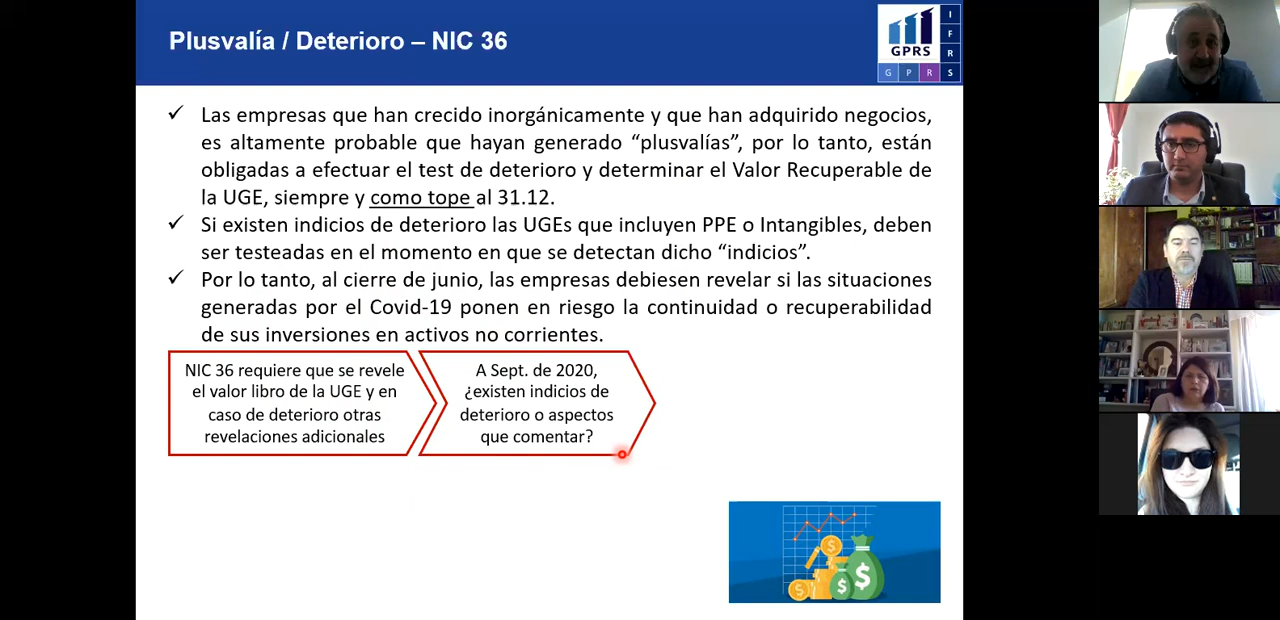 Plusvalía / Deterioro – NIC 36
GPRS
I
F
R
G P R S
✓ Las empresas que han crecido inorgánicamente y que han adquirido negocios,
es altamente probable que hayan generado “plusvalías”, por lo tanto, están
obligadas a efectuar el test de deterioro y determinar el Valor Recuperable de
la UGE, siempre y como tope al 31.12.
✓ Si existen indicios de deterioro las UGEs que incluyen PPE o Intangibles, deben
ser testeadas en el momento en que se detectan dicho “indicios”.
✓ Por lo tanto, al cierre de junio, las empresas debiesen revelar si las situaciones
generadas por el Covid-19 ponen en riesgo la continuidad o recuperabilidad
de sus inversiones en activos no corrientes.
NIC 36 requiere que se revele
el valor libro de la UGE y en
caso de deterioro otras
revelaciones adicionales
A Sept. de 2020,
¿existen indicios de
deterioro o aspectos
que comentar?
$
$
$
$